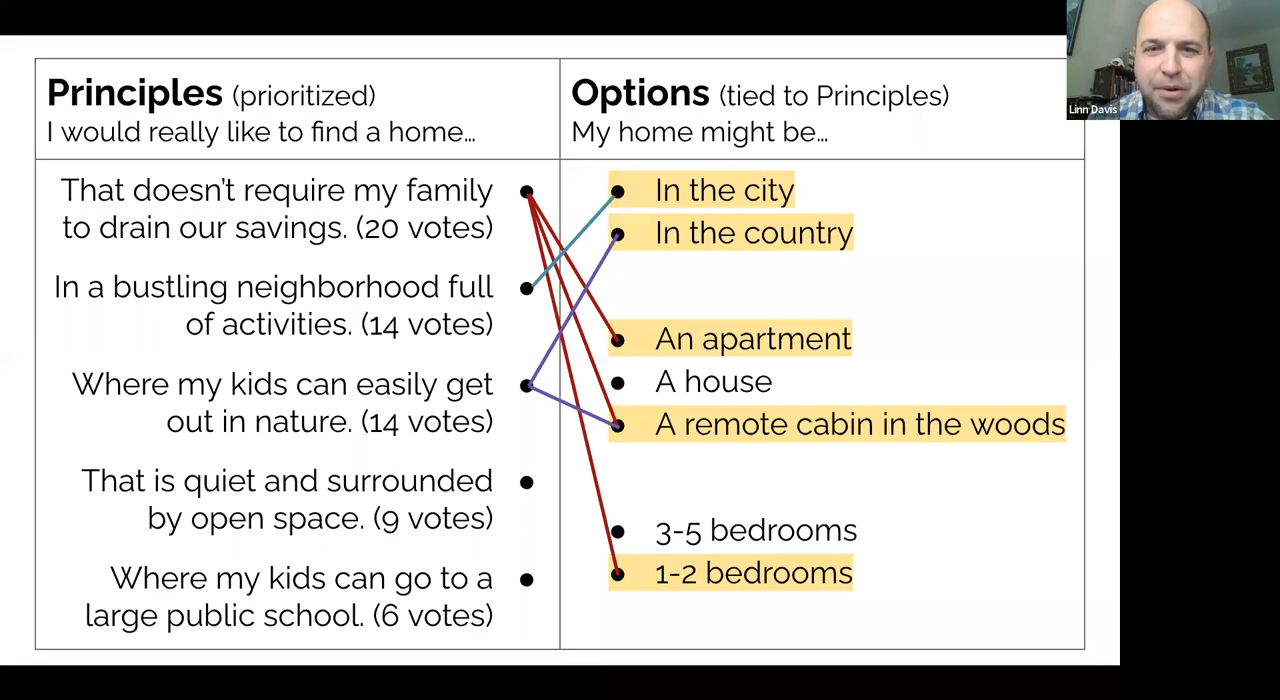 Principles (prioritized)
I would really like to find a home…
That doesn't require my family
to drain our savings. (20 votes)
In a bustling neighborhood full
of activities. (14 votes)
Where my kids can easily get
out in nature. (14 votes)
That is quiet and surrounded
by open space. (9 votes)
Where my kids can go to a
large public school. (6 votes)
Options (tied to Principles)
My home might be…
In the city
In the country
An apartment
A house
A remote cabin in the woods
3-5 bedrooms
1-2 bedrooms
Linn Davis